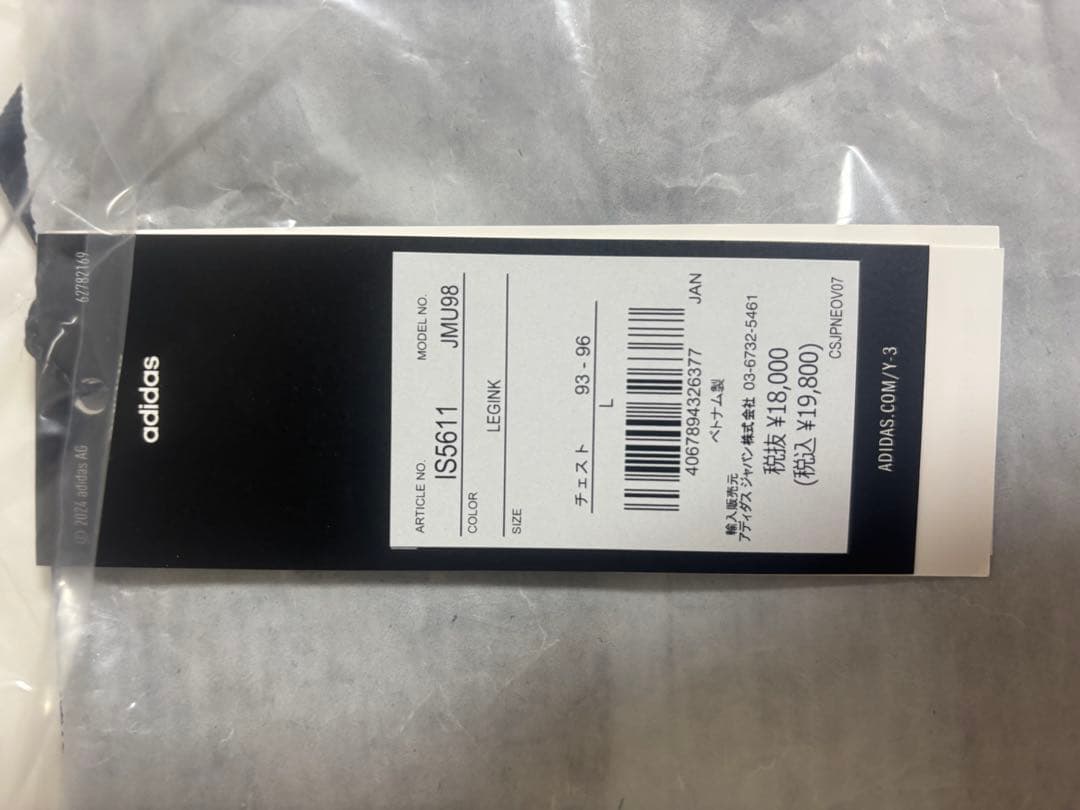 © 2024 adidas AG 62782169
adidas
ARTICLE NO. MODEL NO.
IS5611 JMU98
COLOR
LEGINK
SIZE
チェスト 93 - 96
L
4067894326377 JAN
ベトナム製
輸入販売元
アディダス ジャパン株式会社 03-6732-5461
税抜 ¥18,000
(税込 ¥19,800)
CSJPNEOV07
ADIDAS.COM/Y-3